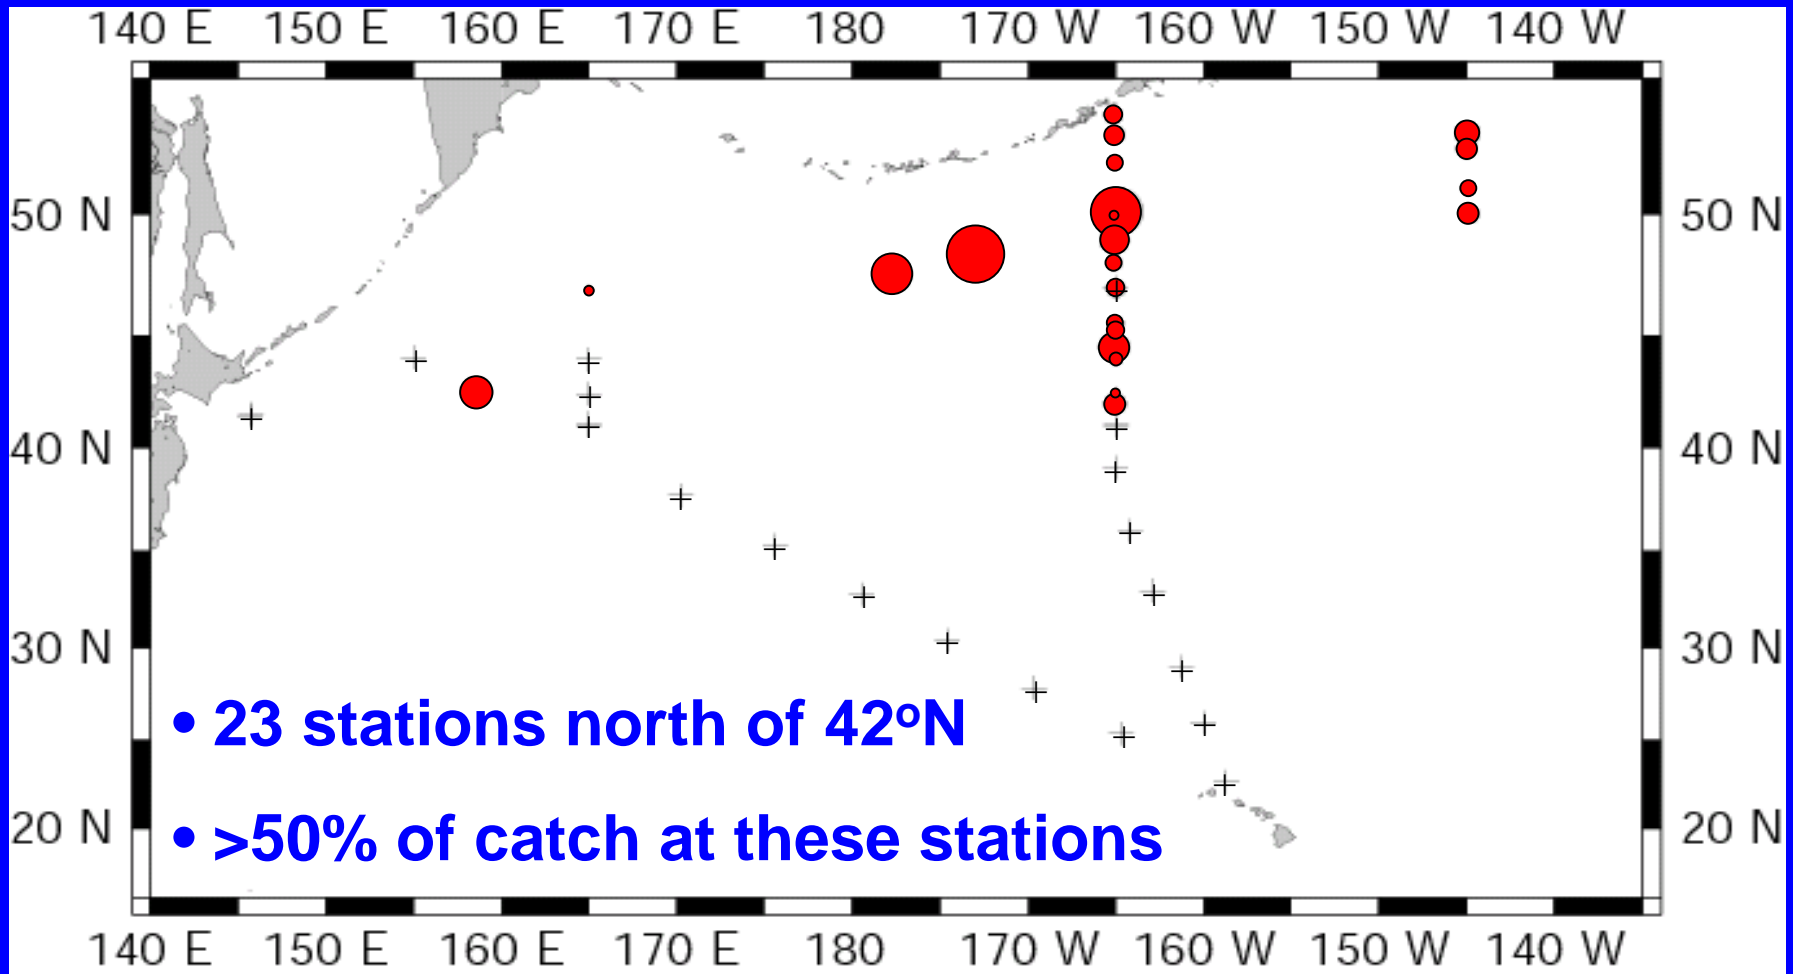 140 E 150 E 160 E 170 E 180 170 W 160 W 150 W 140 W
50 N 50 N
40 N 40 N
30 N 30 N
• 23 stations north of 42ºN
20 N 20 N
• >50% of catch at these stations
140 E 150 E 160 E 170 E 180 170 W 160 W 150 W 140 W